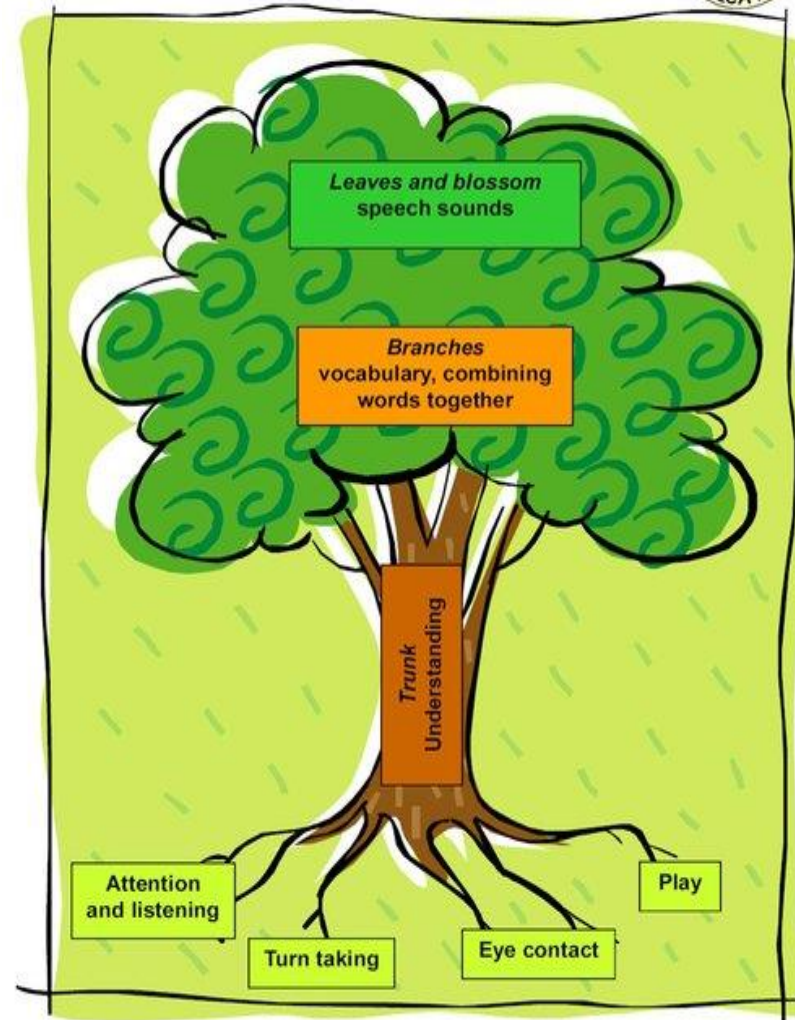 Leaves and blossom
speech sounds
Branches
vocabulary, combining
words together
Trunk
Understanding
Attention
and listening
Turn taking
Eye contact
Play